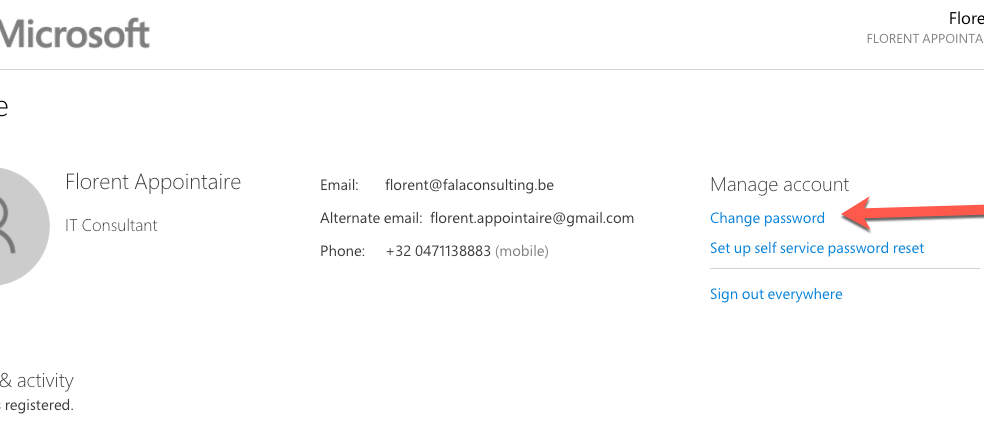 Microsoft
Flore
FLORENT APPOINTA
e
Florent Appointaire
IT Consultant
Email: florent@falaconsulting.be
Alternate email: florent.appointaire@gmail.com
Phone: +32 0471138883 (mobile)
Manage account
Change password
Set up self service password reset
Sign out everywhere
& activity
s registered.